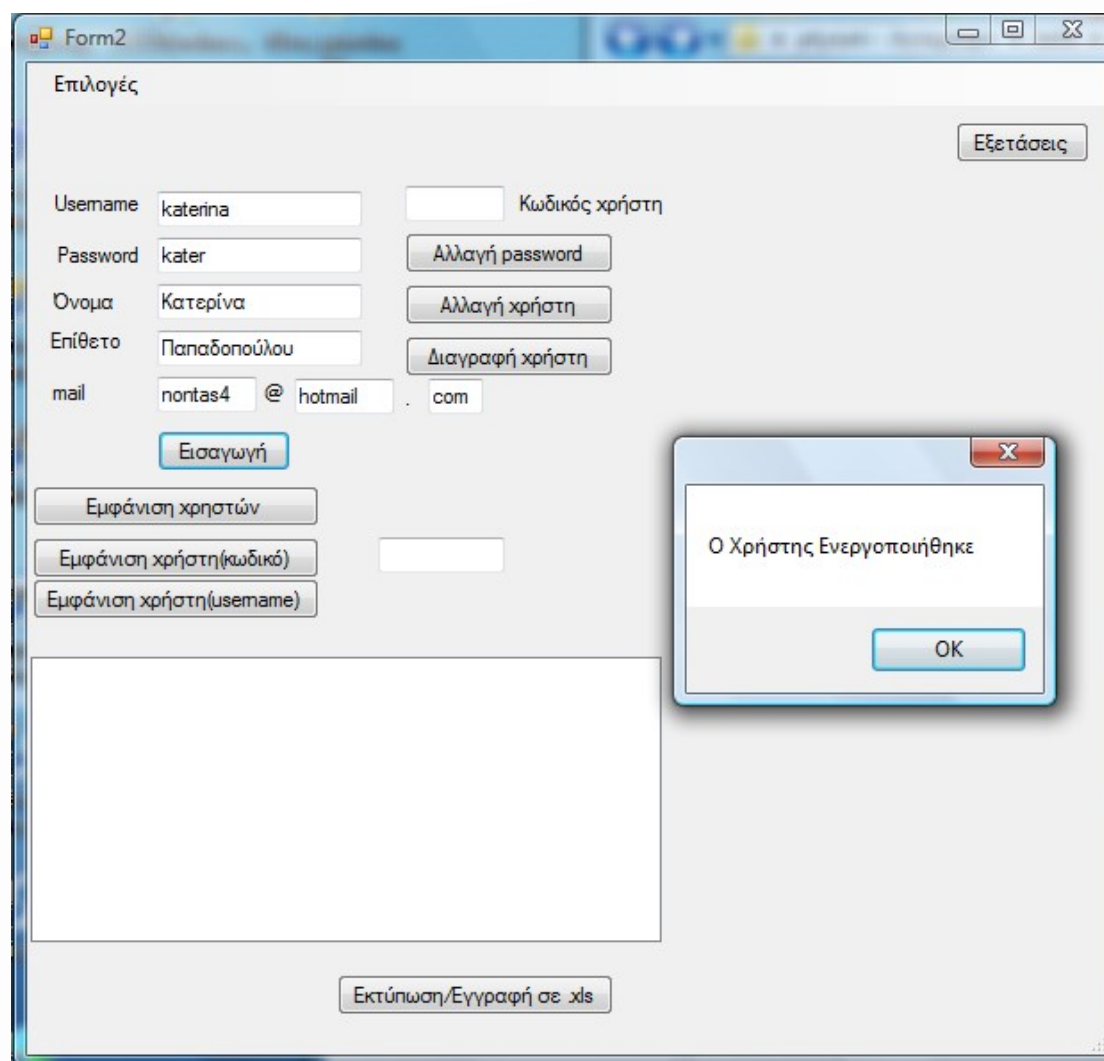 Form2
Επιλογές
Εξετάσεις
Username katerina Κωδικός χρήστη
Password kater Αλλαγή password
Όνομα Κατερίνα Αλλαγή χρήστη
Επίθετο Παπαδοπούλου Διαγραφή χρήστη
mail nontas4 @ hotmail . com
Εισαγωγή
Εμφάνιση χρηστών
Εμφάνιση χρήστη(κωδικό)
Εμφάνιση χρήστη(username)
Ο Χρήστης Ενεργοποιήθηκε
OK
Εκτύπωση/Εγγραφή σε .xls